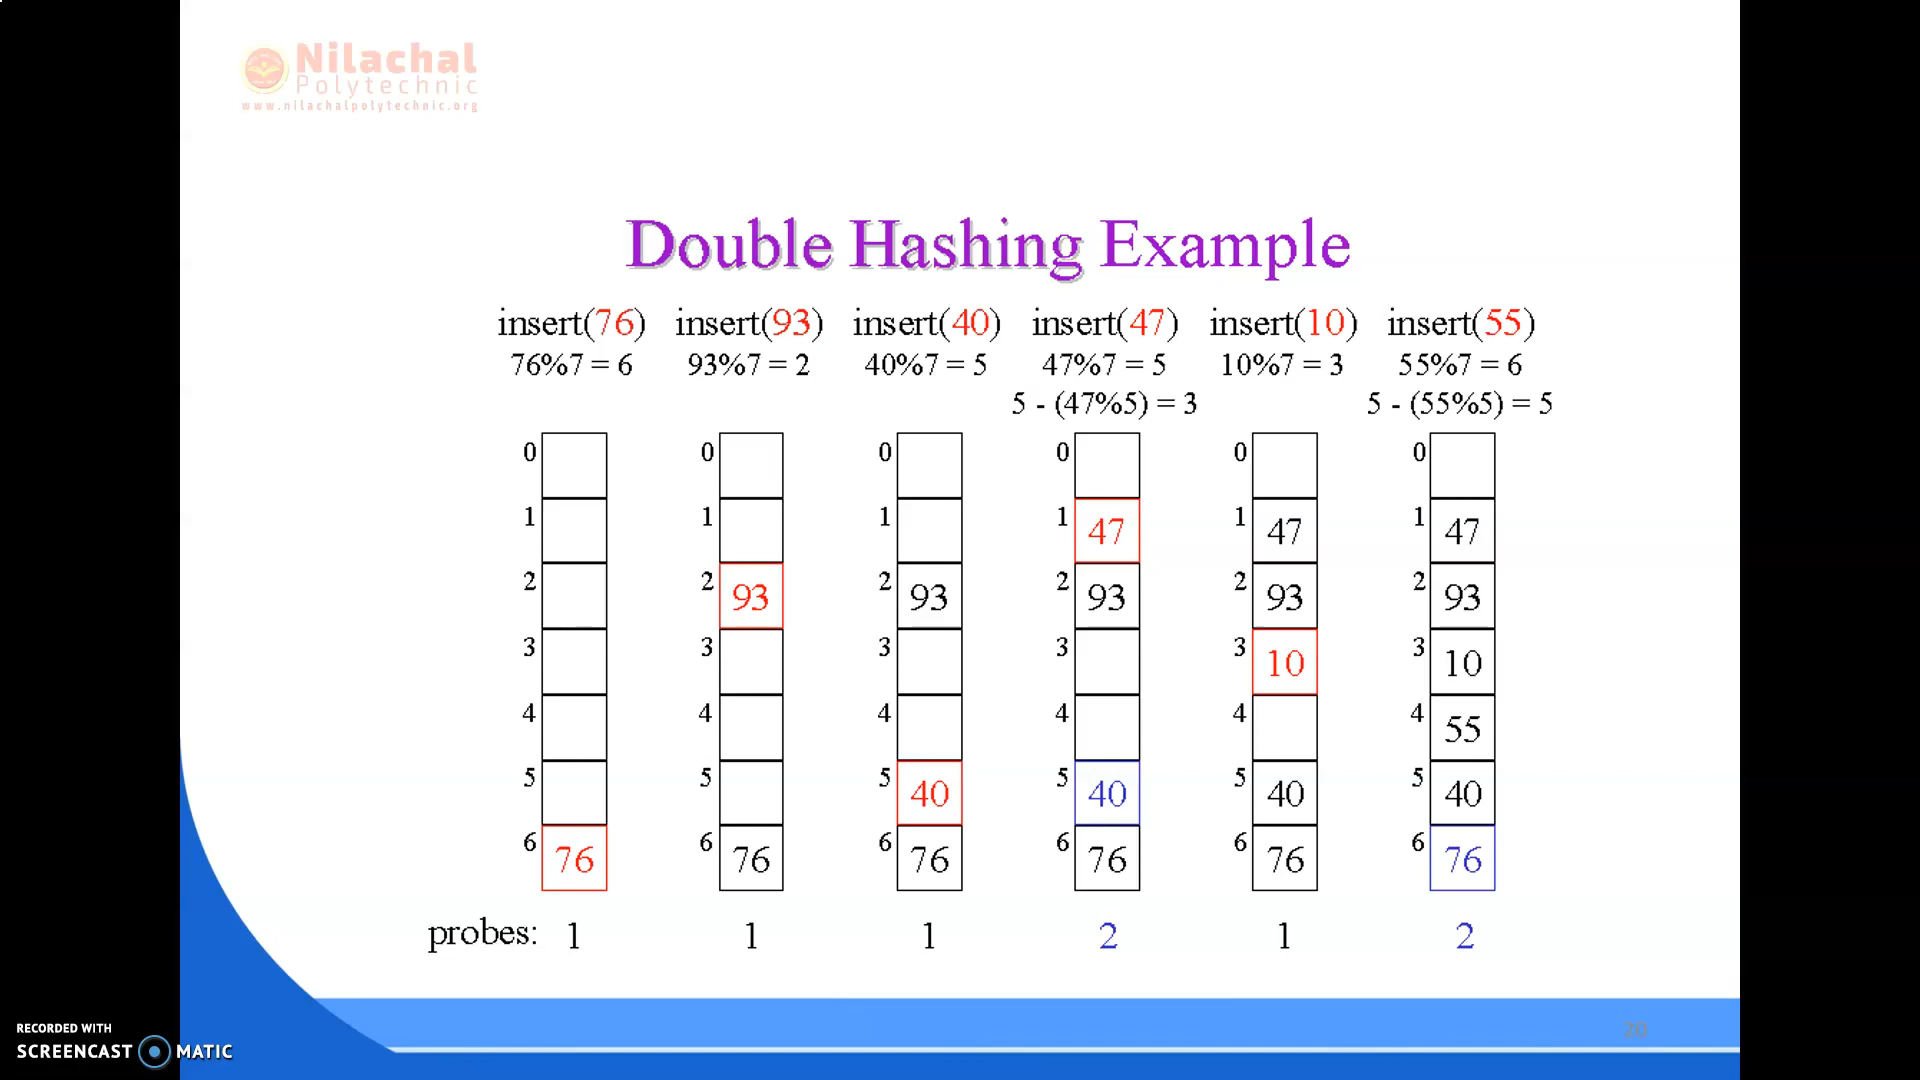 Nilachal
Polytechnic
www.nilachalpolytechnic.org
Double Hashing Example
insert(76) insert(93) insert(40) insert(47) insert(10) insert(55)
76%7 = 6 93%7 = 2 40%7 = 5 47%7 = 5 10%7 = 3 55%7 = 6
5 - (47%5) = 3 5 - (55%5) = 5
0 0 0 0 0 0
1 1 1 1 47 1 47 1 47
2 2 93 2 93 2 93 2 93 2 93
3 3 3 3 3 10 3 10
4 4 4 4 4 4 55
5 5 5 40 5 40 5 40 5 40
6 76 6 76 6 76 6 76 6 76 6 76
probes: 1 1 1 2 1 2
20
RECORDED WITH
SCREENCAST MATIC